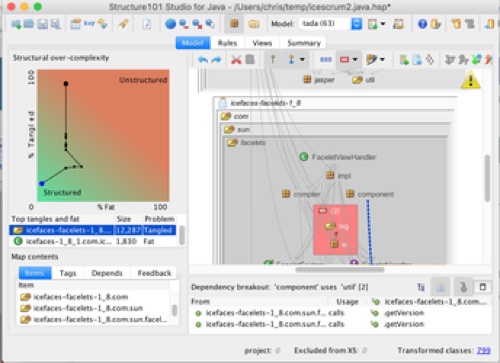 Structure101 Studio for Java - /Users/chris/temp/icescrum2.java.hsp*
Model: tada (63)
Model Rules Views Summary
Structural over-complexity
100
Unstructured
% Tangled
Structured
0
% Fat
100
Top tangles and fat Size Problem
icefaces-facelets-1_8.... 12,287 Tangled
icefaces-1_8_1.com.ic... 1,830 Fat
Map contents
Items Tags Depends Feedback
Item
icefaces-facelets-1_8.com
icefaces-facelets-1_8.com.sun
icefaces-facelets-1_8.com.sun.facel...
jasper util
icefaces-facelets-1_8
com
sun
facelets
FaceletViewHandler
impl
compiler component
(2)
tag
el
Dependency breakout: 'component' uses 'util' [2]
From Usage icefaces-facelets-1_8.com....
icefaces-facelets-1_8.com.sun.f... calls .getVersion
icefaces-facelets-1_8.com.sun.f... calls .getVersion
project: 0 Excluded from XS: 0 Transformed classes: 799